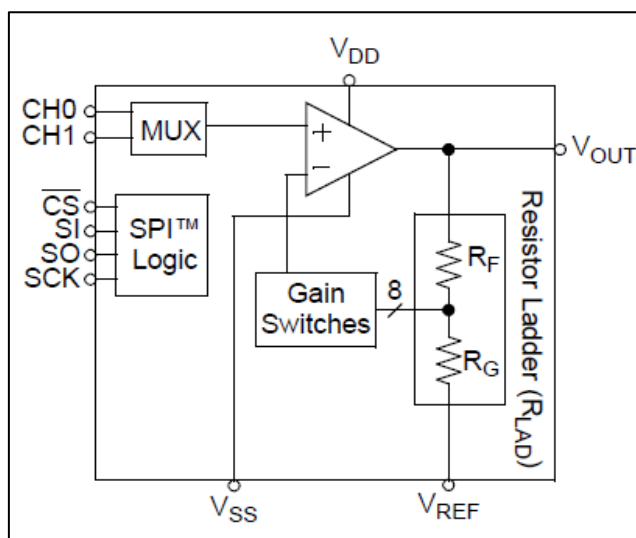 VDD
CH0
CH1
MUX
+
−
VOUT
CS
SI
SO
SCK
SPI™
Logic
Gain
Switches
8
RF
RG
Resistor Ladder (RLAD)
VSS
VREF